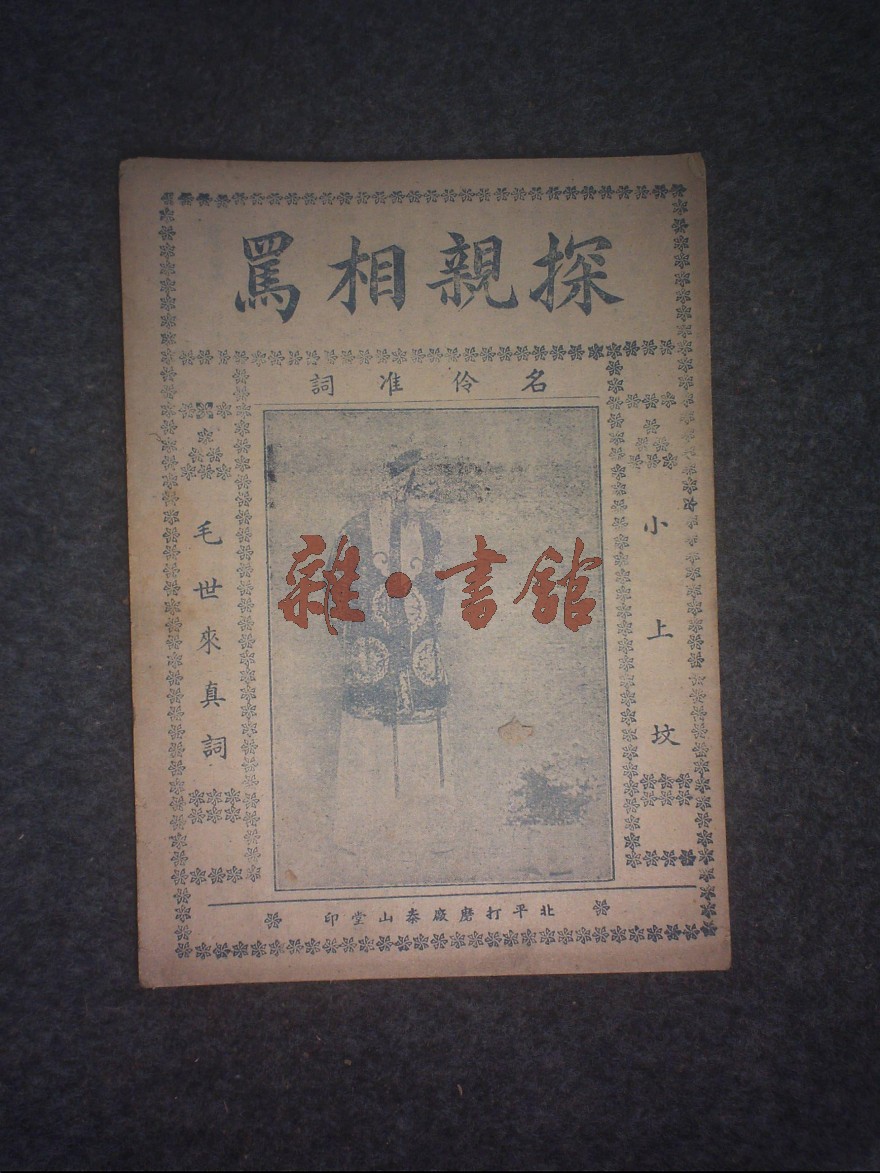 探親相罵
名伶准詞
小上坟
毛世來真詞
雜·書館
北平打磨廠泰山堂印